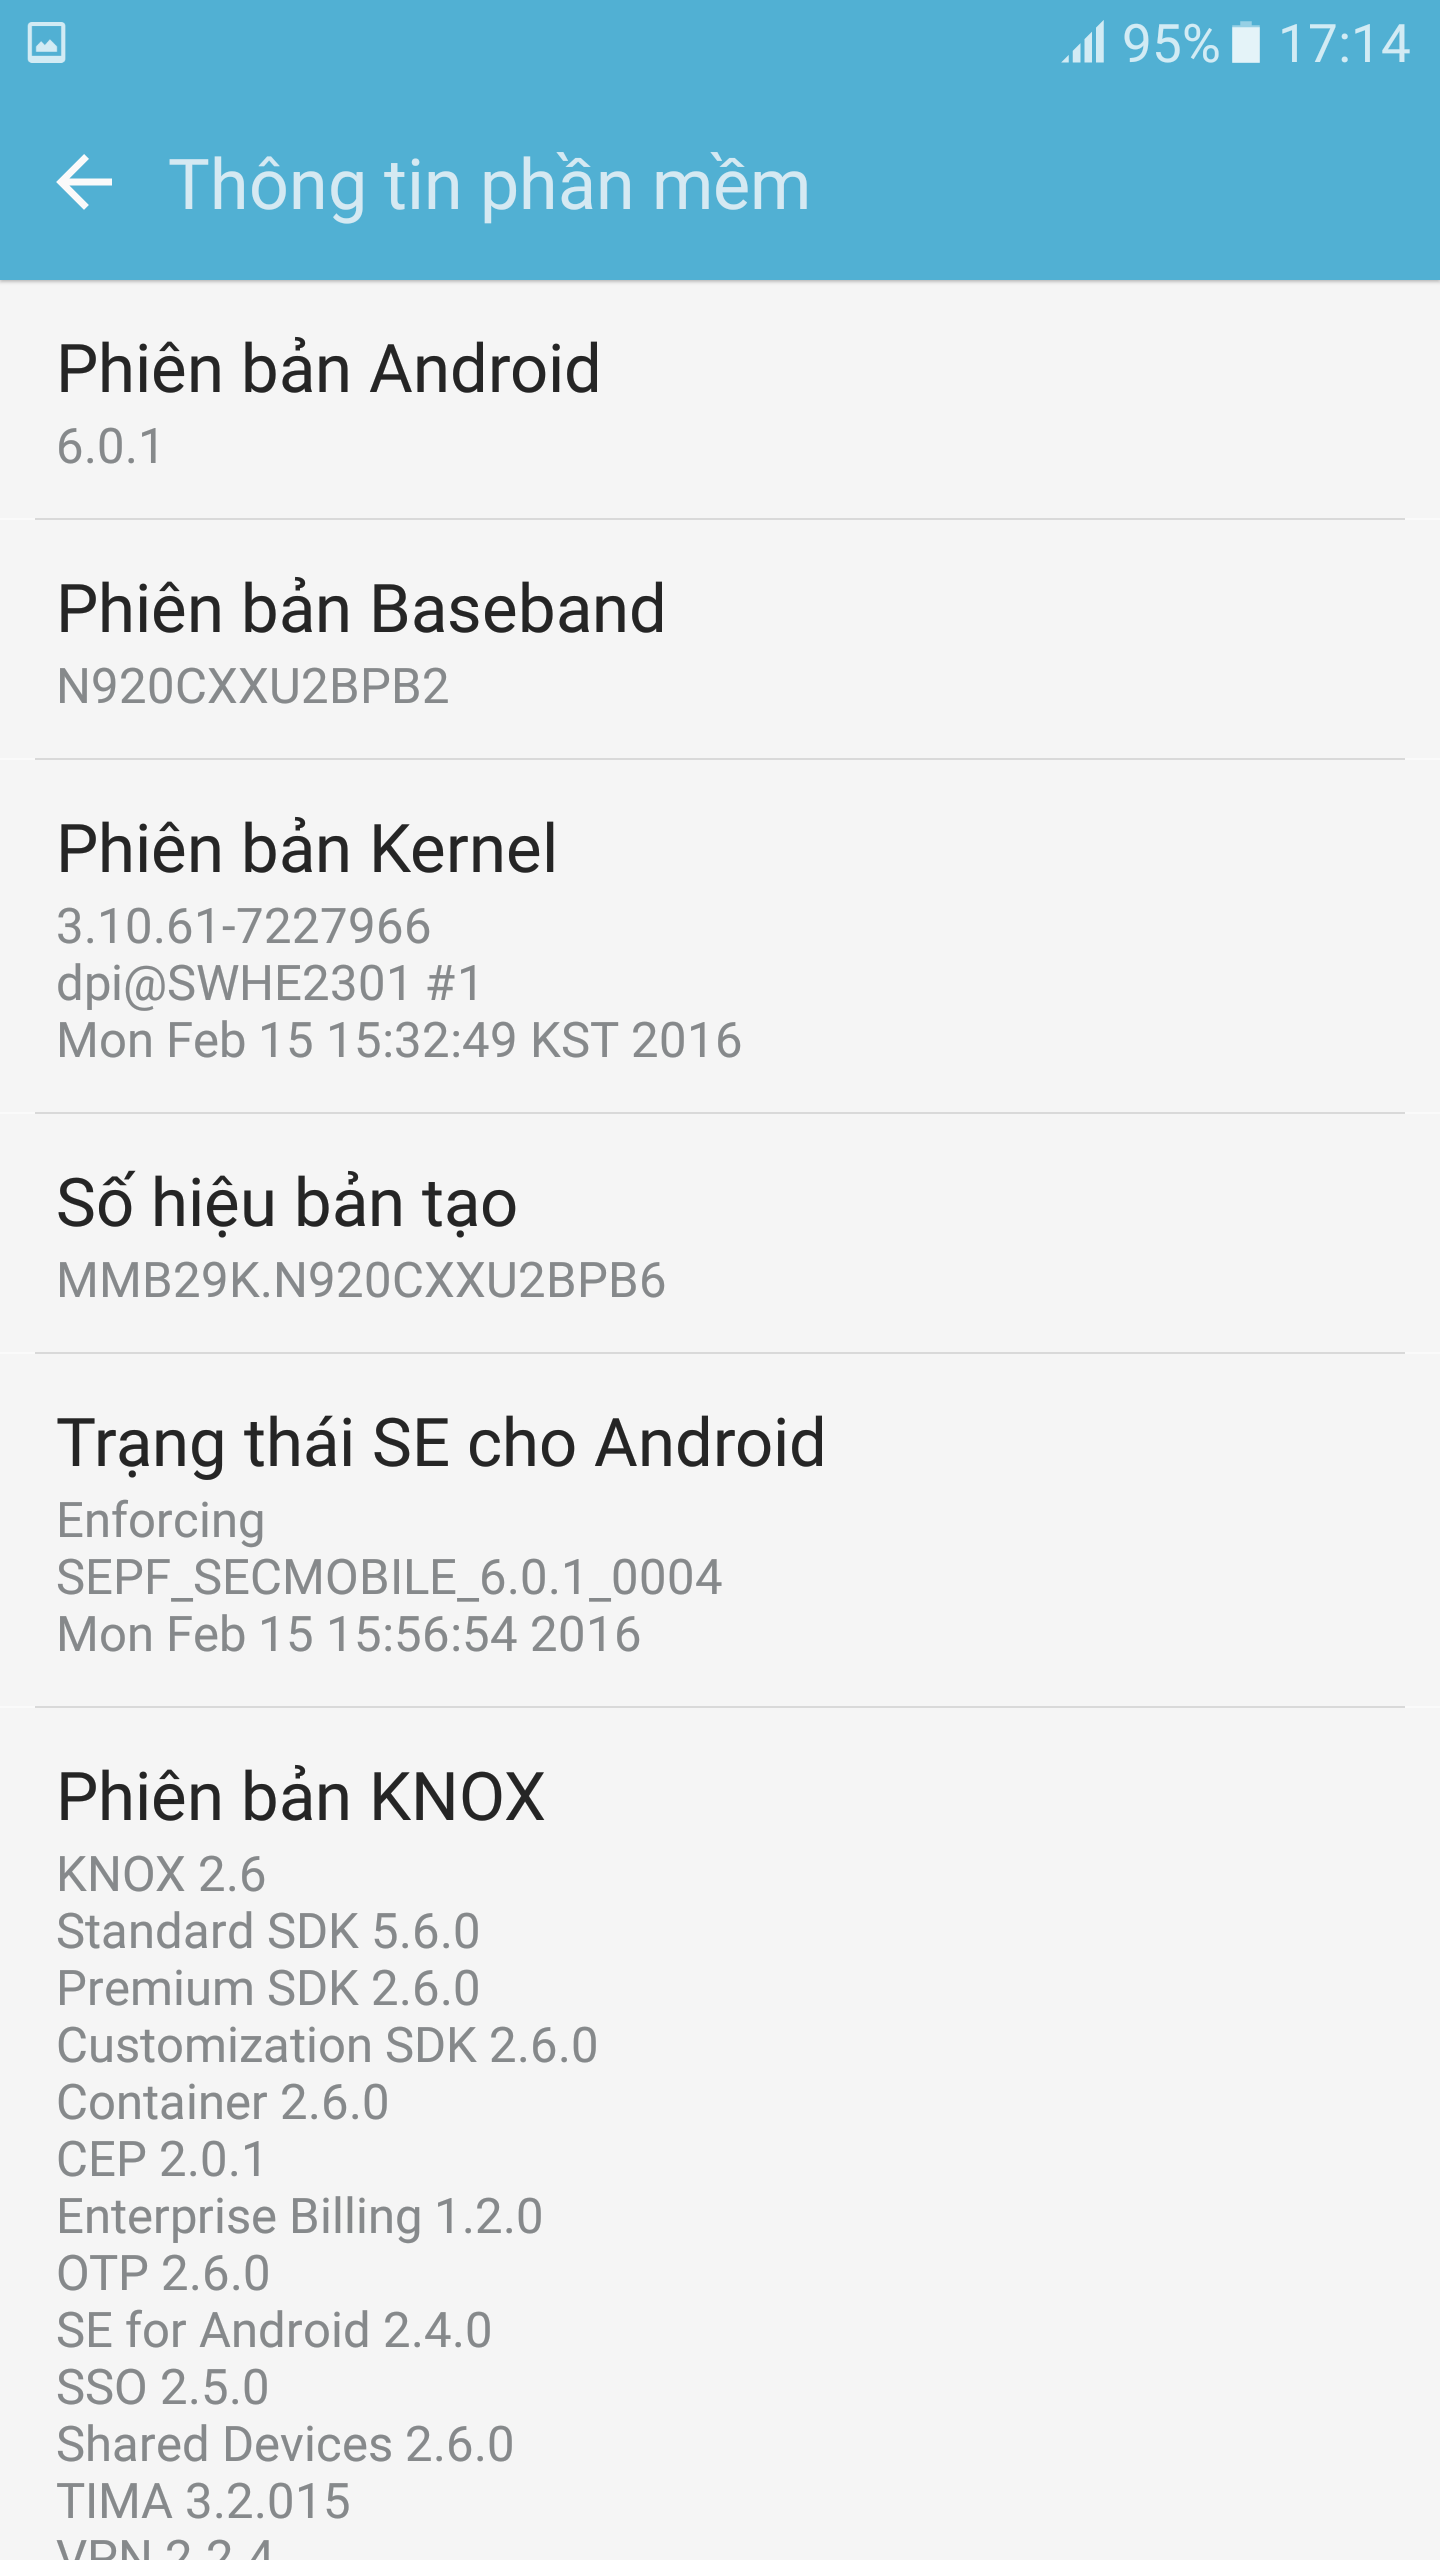 95% 17:14
Thông tin phần mềm
Phiên bản Android
6.0.1
Phiên bản Baseband
N920CXXU2BPB2
Phiên bản Kernel
3.10.61-7227966
dpi@SWHE2301 #1
Mon Feb 15 15:32:49 KST 2016
Số hiệu bản tạo
MMB29K.N920CXXU2BPB6
Trạng thái SE cho Android
Enforcing
SEPF_SECMOBILE_6.0.1_0004
Mon Feb 15 15:56:54 2016
Phiên bản KNOX
KNOX 2.6
Standard SDK 5.6.0
Premium SDK 2.6.0
Customization SDK 2.6.0
Container 2.6.0
CEP 2.0.1
Enterprise Billing 1.2.0
OTP 2.6.0
SE for Android 2.4.0
SSO 2.5.0
Shared Devices 2.6.0
TIMA 3.2.015
VPN 2.2.4